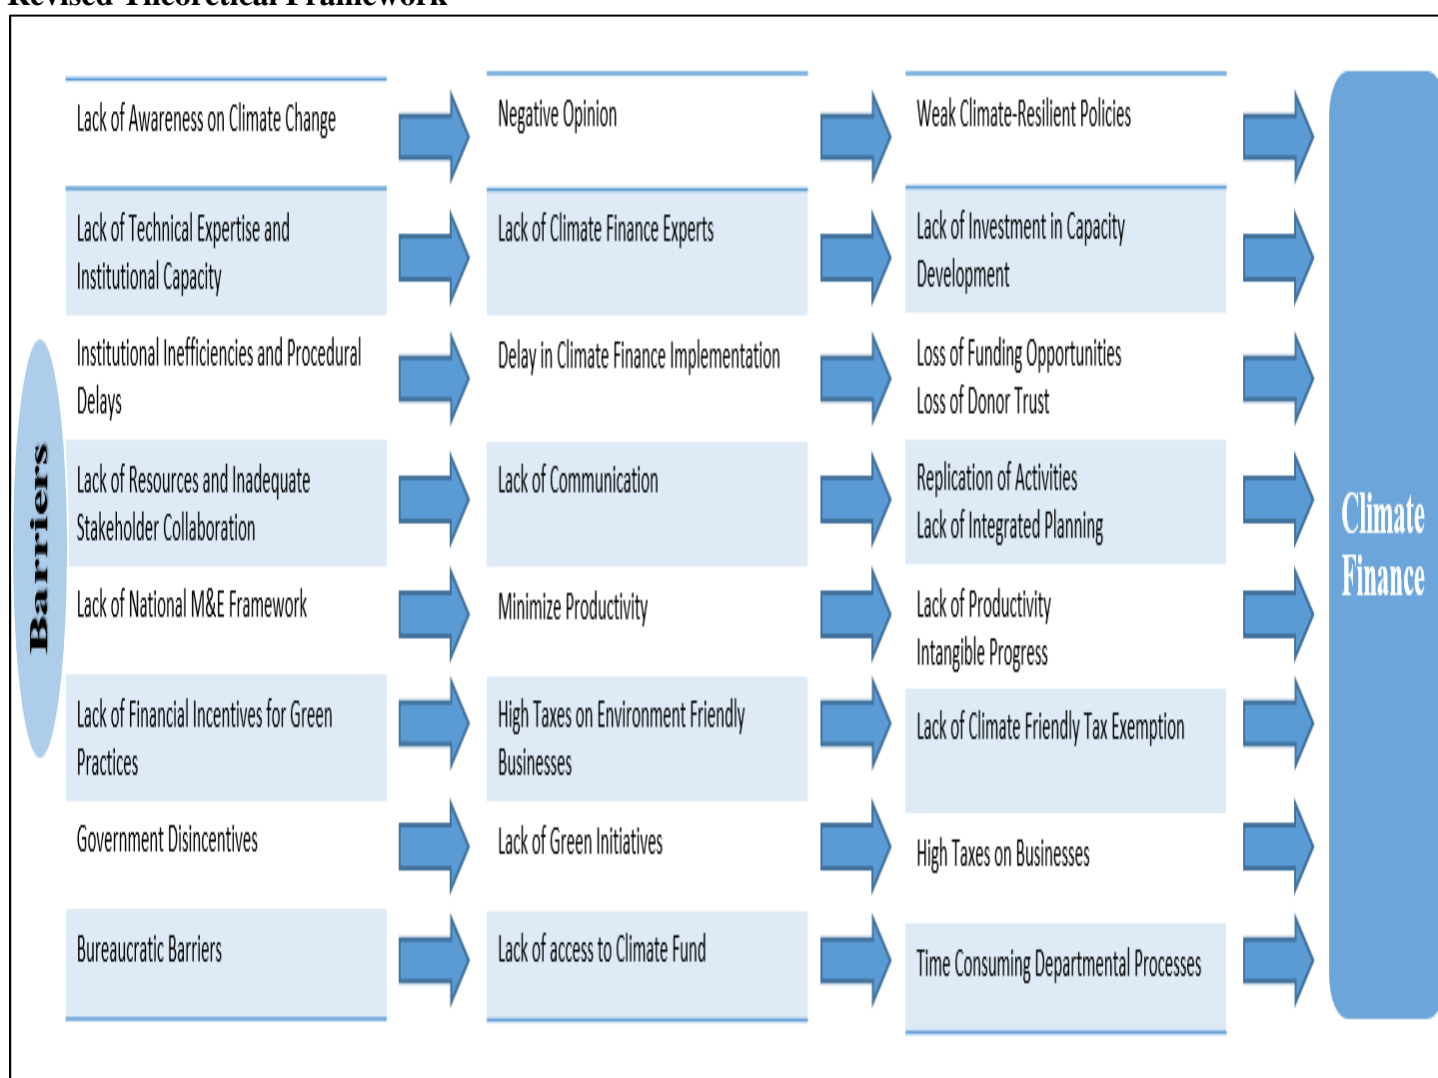 Revised Theoretical Framework
Lack of Awareness on Climate Change
Negative Opinion
Weak Climate-Resilient Policies
Lack of Technical Expertise and
Institutional Capacity
Lack of Climate Finance Experts
Lack of Investment in Capacity
Development
Institutional Inefficiencies and Procedural
Delays
Delay in Climate Finance Implementation
Loss of Funding Opportunities
Loss of Donor Trust
Lack of Resources and Inadequate
Stakeholder Collaboration
Lack of Communication
Replication of Activities
Lack of Integrated Planning
Lack of National M&E Framework
Minimize Productivity
Lack of Productivity
Intangible Progress
Lack of Financial Incentives for Green
Practices
High Taxes on Environment Friendly
Businesses
Lack of Climate Friendly Tax Exemption
Government Disincentives
Lack of Green Initiatives
High Taxes on Businesses
Bureaucratic Barriers
Lack of access to Climate Fund
Time Consuming Departmental Processes
Barriers
Climate
Finance